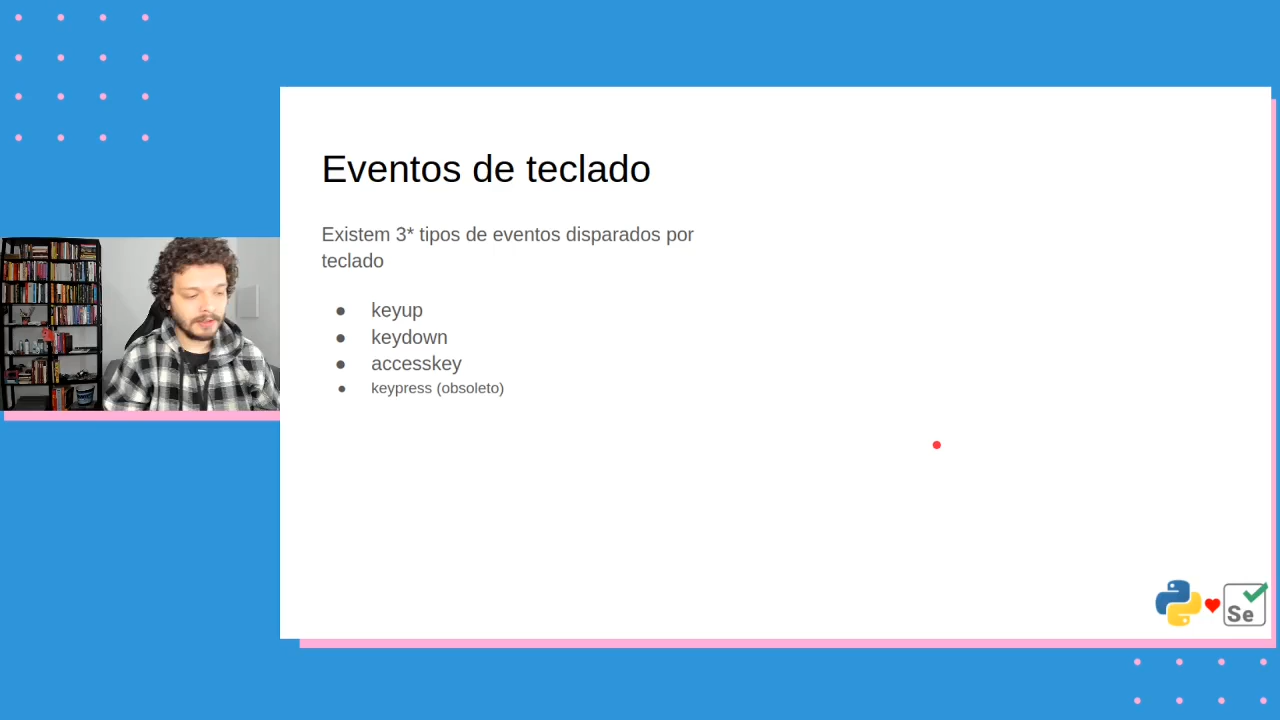 Eventos de teclado
Existem 3* tipos de eventos disparados por
teclado
● keyup
● keydown
● accesskey
● keypress (obsoleto)
Se